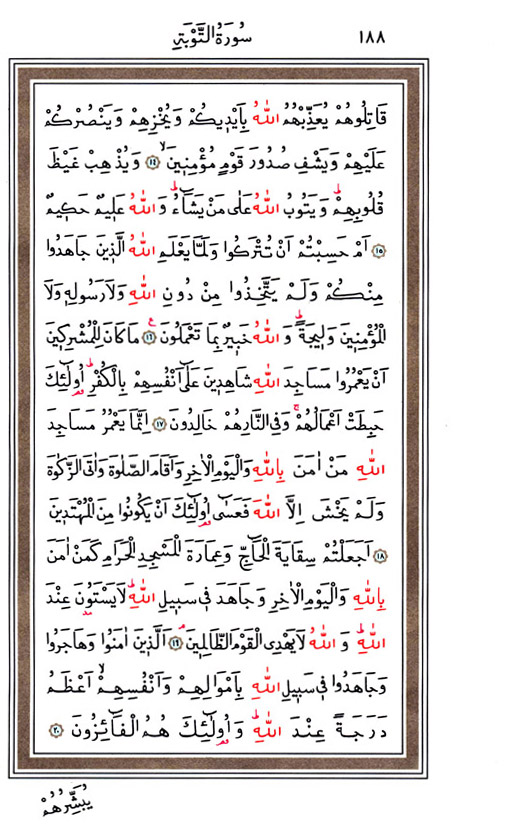 ١٨٨
سُورَةُ التَّوْبَةِ
قَاتِلُوهُمْ يُعَذِّبْهُمُ اللّٰهُ بِاَيْدٖيكُمْ وَيُخْزِهِمْ وَيَنْصُرْكُمْ
عَلَيْهِمْ وَيَشْفِ صُدُورَ قَوْمٍ مُؤْمِنٖينَۙ ﴿١٤﴾ وَيُذْهِبْ غَيْظَ
قُلُوبِهِمْؕ وَيَتُوبُ اللّٰهُ عَلٰى مَنْ يَشَٓاءُؕ وَاللّٰهُ عَلٖيمٌ حَكٖيمٌ
﴿١٥﴾ اَمْ حَسِبْتُمْ اَنْ تُتْرَكُوا وَلَمَّا يَعْلَمِ اللّٰهُ الَّذٖينَ جَاهَدُوا
مِنْكُمْ وَلَمْ يَتَّخِذُوا مِنْ دُونِ اللّٰهِ وَلَا رَسُولِهٖ وَلَا
الْمُؤْمِنٖينَ وَلٖيجَةًؕ وَاللّٰهُ خَبٖيرٌ بِمَا تَعْمَلُونَࣖ ﴿١٦﴾ مَا كَانَ لِلْمُشْرِكٖينَ
اَنْ يَعْمُرُوا مَسَاجِدَ اللّٰهِ شَاهِدٖينَ عَلٰٓى اَنْفُسِهِمْ بِالْكُفْرِؕ اُو۬لٰٓئِكَ
حَبِطَتْ اَعْمَالُهُمْۚ وَفِي النَّارِ هُمْ خَالِدُونَ ﴿١٧﴾ اِنَّمَا يَعْمُرُ مَسَاجِدَ
اللّٰهِ مَنْ اٰمَنَ بِاللّٰهِ وَالْيَوْمِ الْاٰخِرِ وَاَقَامَ الصَّلٰوةَ وَاٰتَى الزَّكٰوةَ
وَلَمْ يَخْشَ اِلَّا اللّٰهَ فَعَسٰٓى اُو۬لٰٓئِكَ اَنْ يَكُونُوا مِنَ الْمُهْتَدٖينَ
﴿١٨﴾ اَجَعَلْتُمْ سِقَايَةَ الْحَٓاجِّ وَعِمَارَةَ الْمَسْجِدِ الْحَرَامِ كَمَنْ اٰمَنَ
بِاللّٰهِ وَالْيَوْمِ الْاٰخِرِ وَجَاهَدَ فٖي سَبٖيلِ اللّٰهِؕ لَا يَسْتَوُ۫نَ عِنْدَ
اللّٰهِؕ وَاللّٰهُ لَا يَهْدِي الْقَوْمَ الظَّالِمٖينَۢ ﴿١٩﴾ اَلَّذٖينَ اٰمَنُوا وَهَاجَرُوا
وَجَاهَدُوا فٖي سَبٖيلِ اللّٰهِ بِاَمْوَالِهِمْ وَاَنْفُسِهِمْۙ اَعْظَمُ
دَرَجَةً عِنْدَ اللّٰهِؕ وَاُو۬لٰٓئِكَ هُمُ الْفَٓائِزُونَ ﴿٢٠﴾
يُبَشِّرُهُمْ